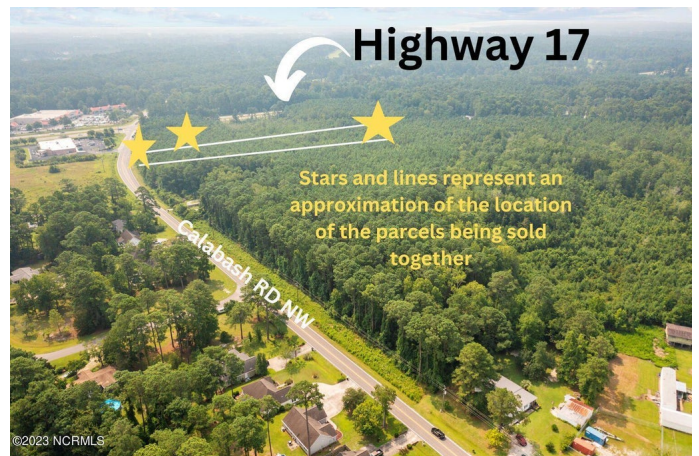 Highway 17
Stars and lines represent an
approximation of the location
of the parcels being sold
together
Calabash RD NW
©2023 NCRMLS